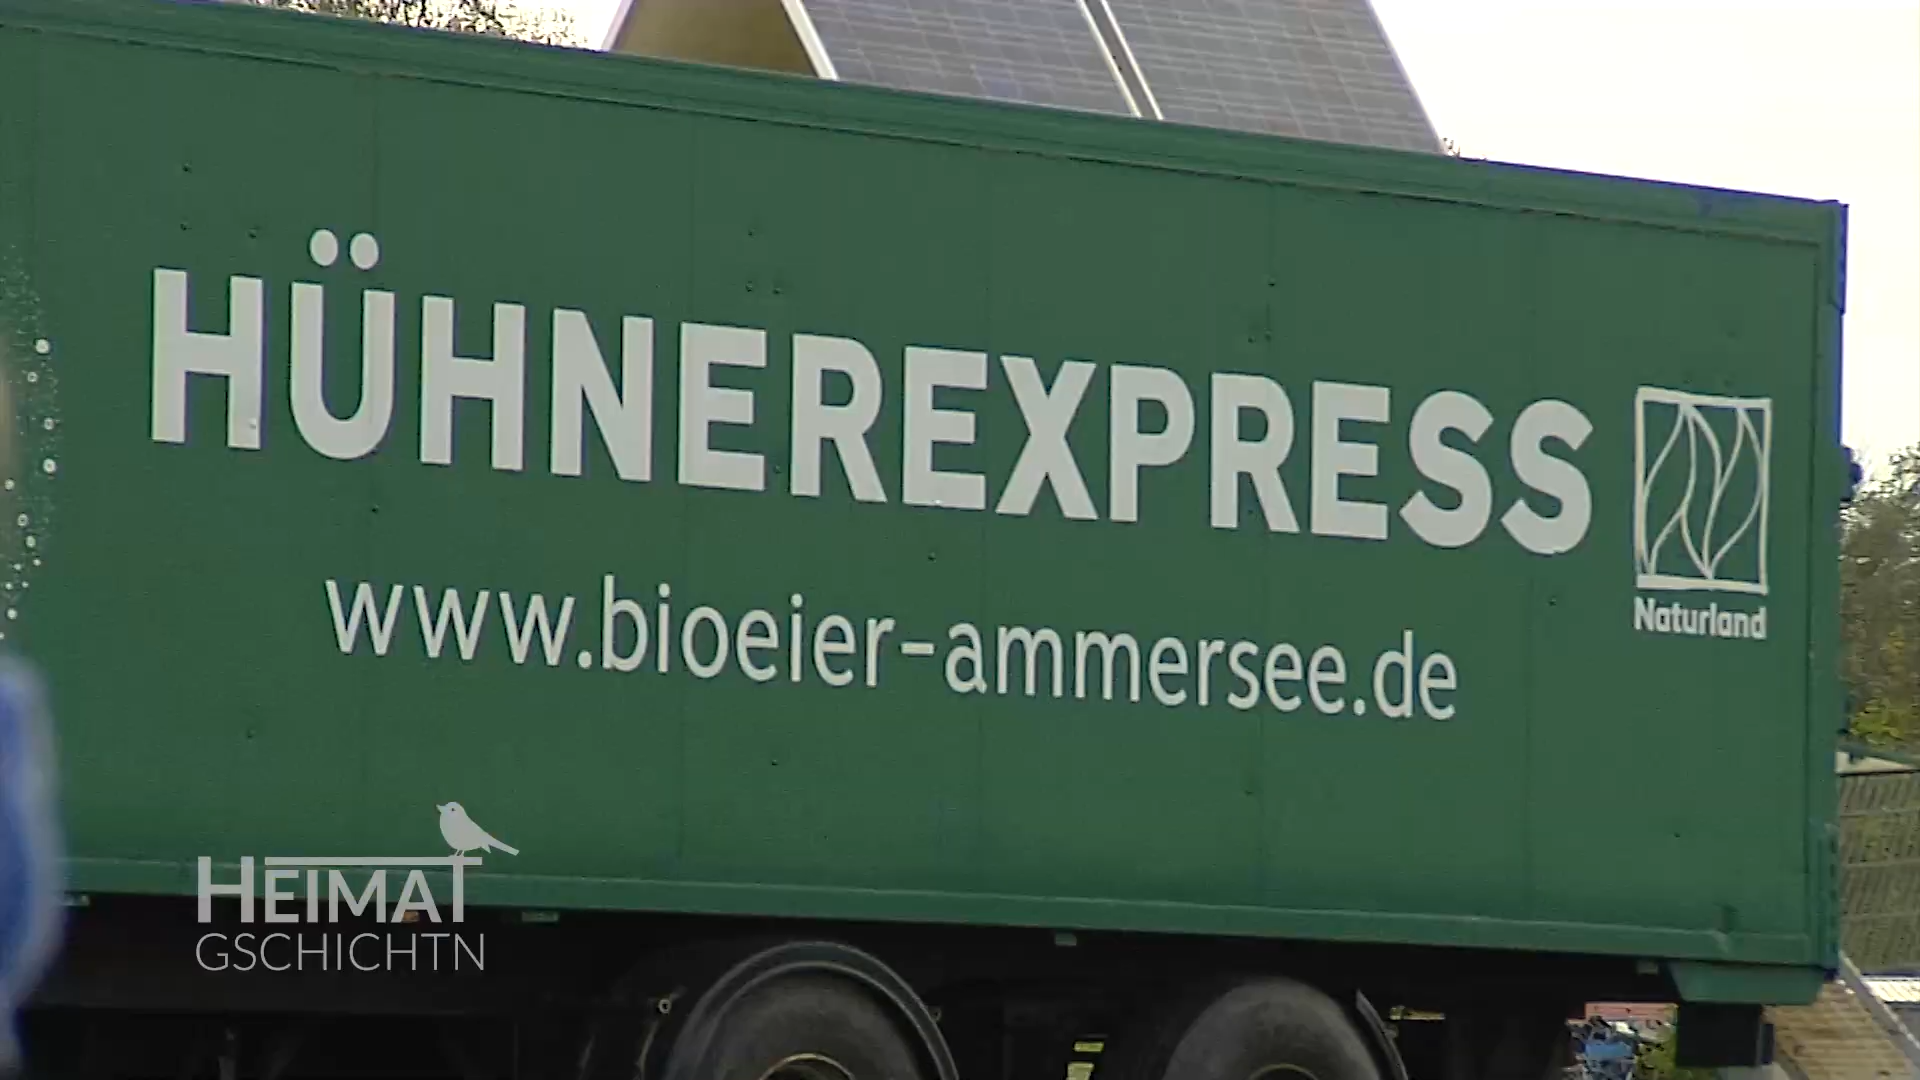 HÜHNEREXPRESS
www.bioeier-ammersee.de
Naturland
HEIMAT
GSCHICHTN